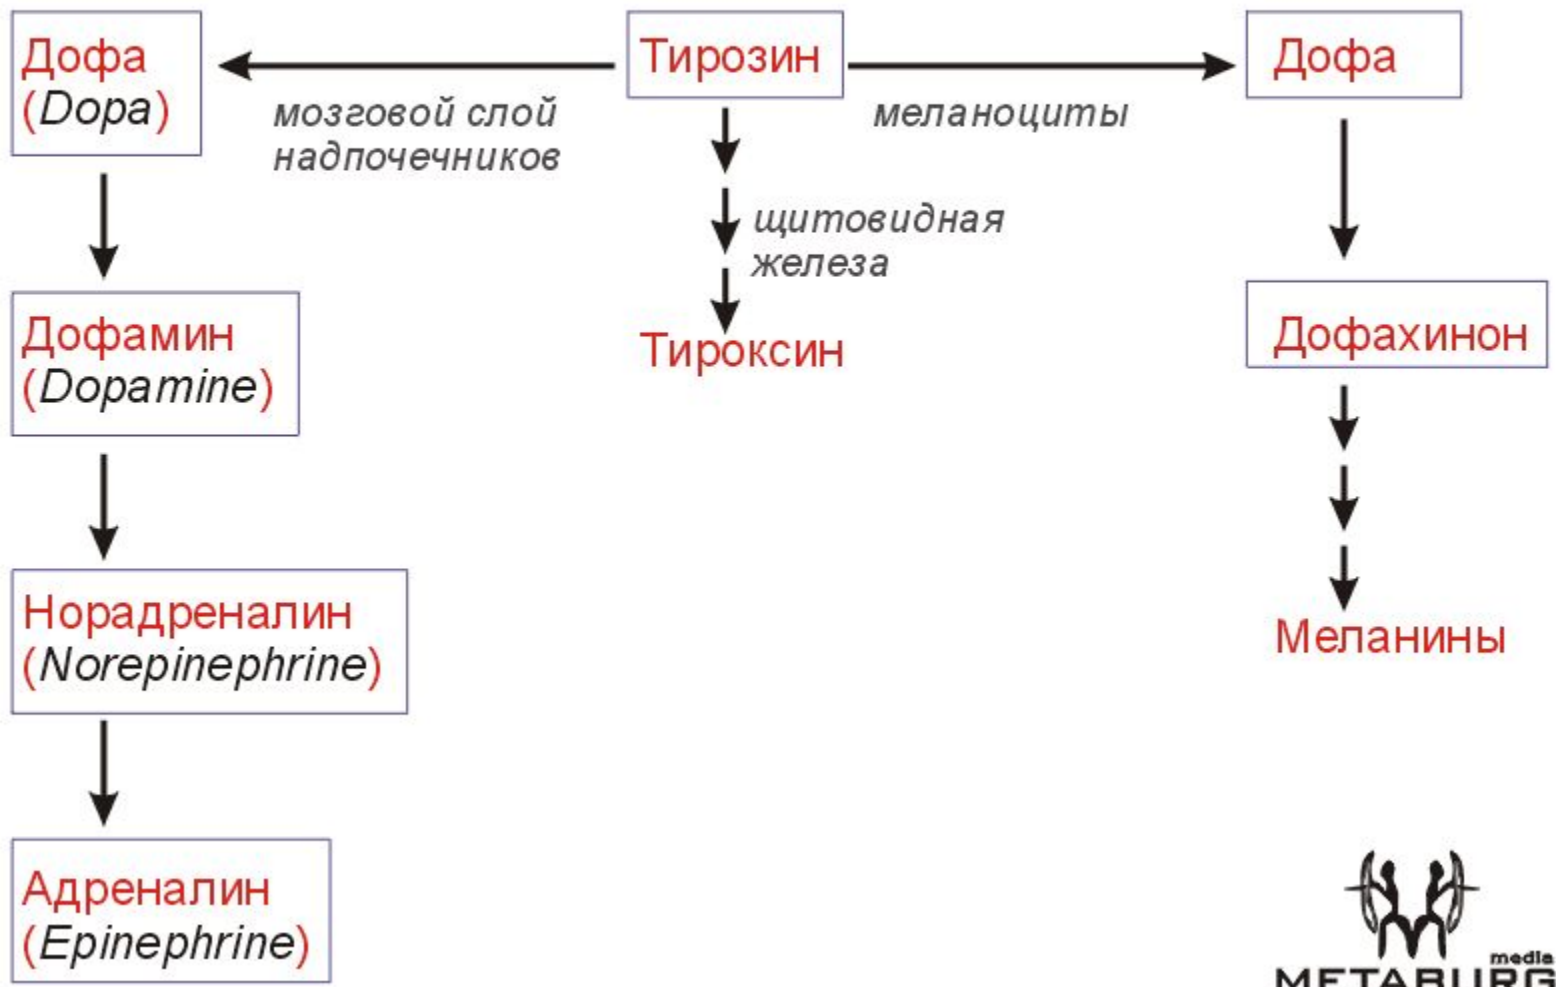 Дофа
(Dopa)
мозговой слой
надпочечников
Тирозин
меланоциты
Дофа
щитовидная
железа
Тироксин
Дофамин
(Dopamine)
Дофахинон
Норадреналин
(Norepinephrine)
Меланины
Адреналин
(Epinephrine)
media
METABURG